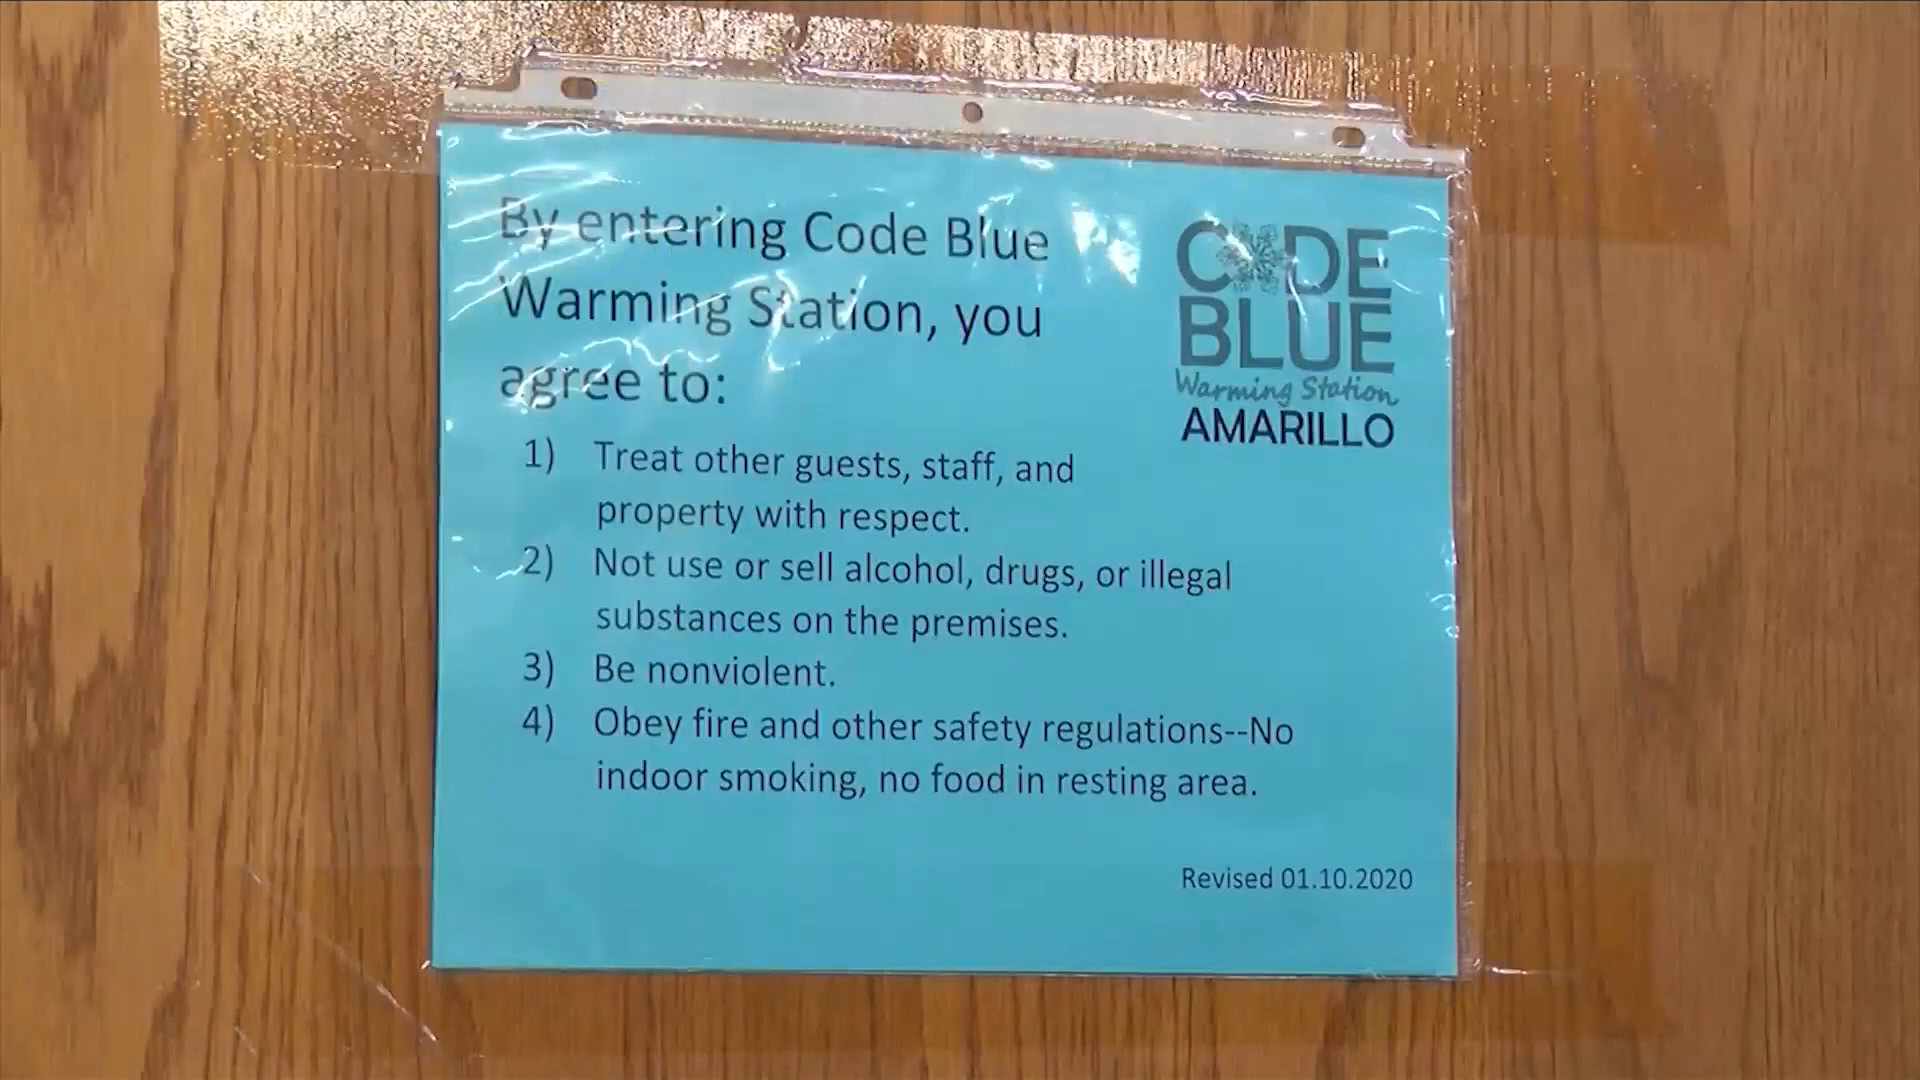 By entering Code Blue
Warming Station, you
agree to:
CODE
BLUE
Warming Station
AMARILLO
1) Treat other guests, staff, and
property with respect.
2) Not use or sell alcohol, drugs, or illegal
substances on the premises.
3) Be nonviolent.
4) Obey fire and other safety regulations--No
indoor smoking, no food in resting area.
Revised 01.10.2020